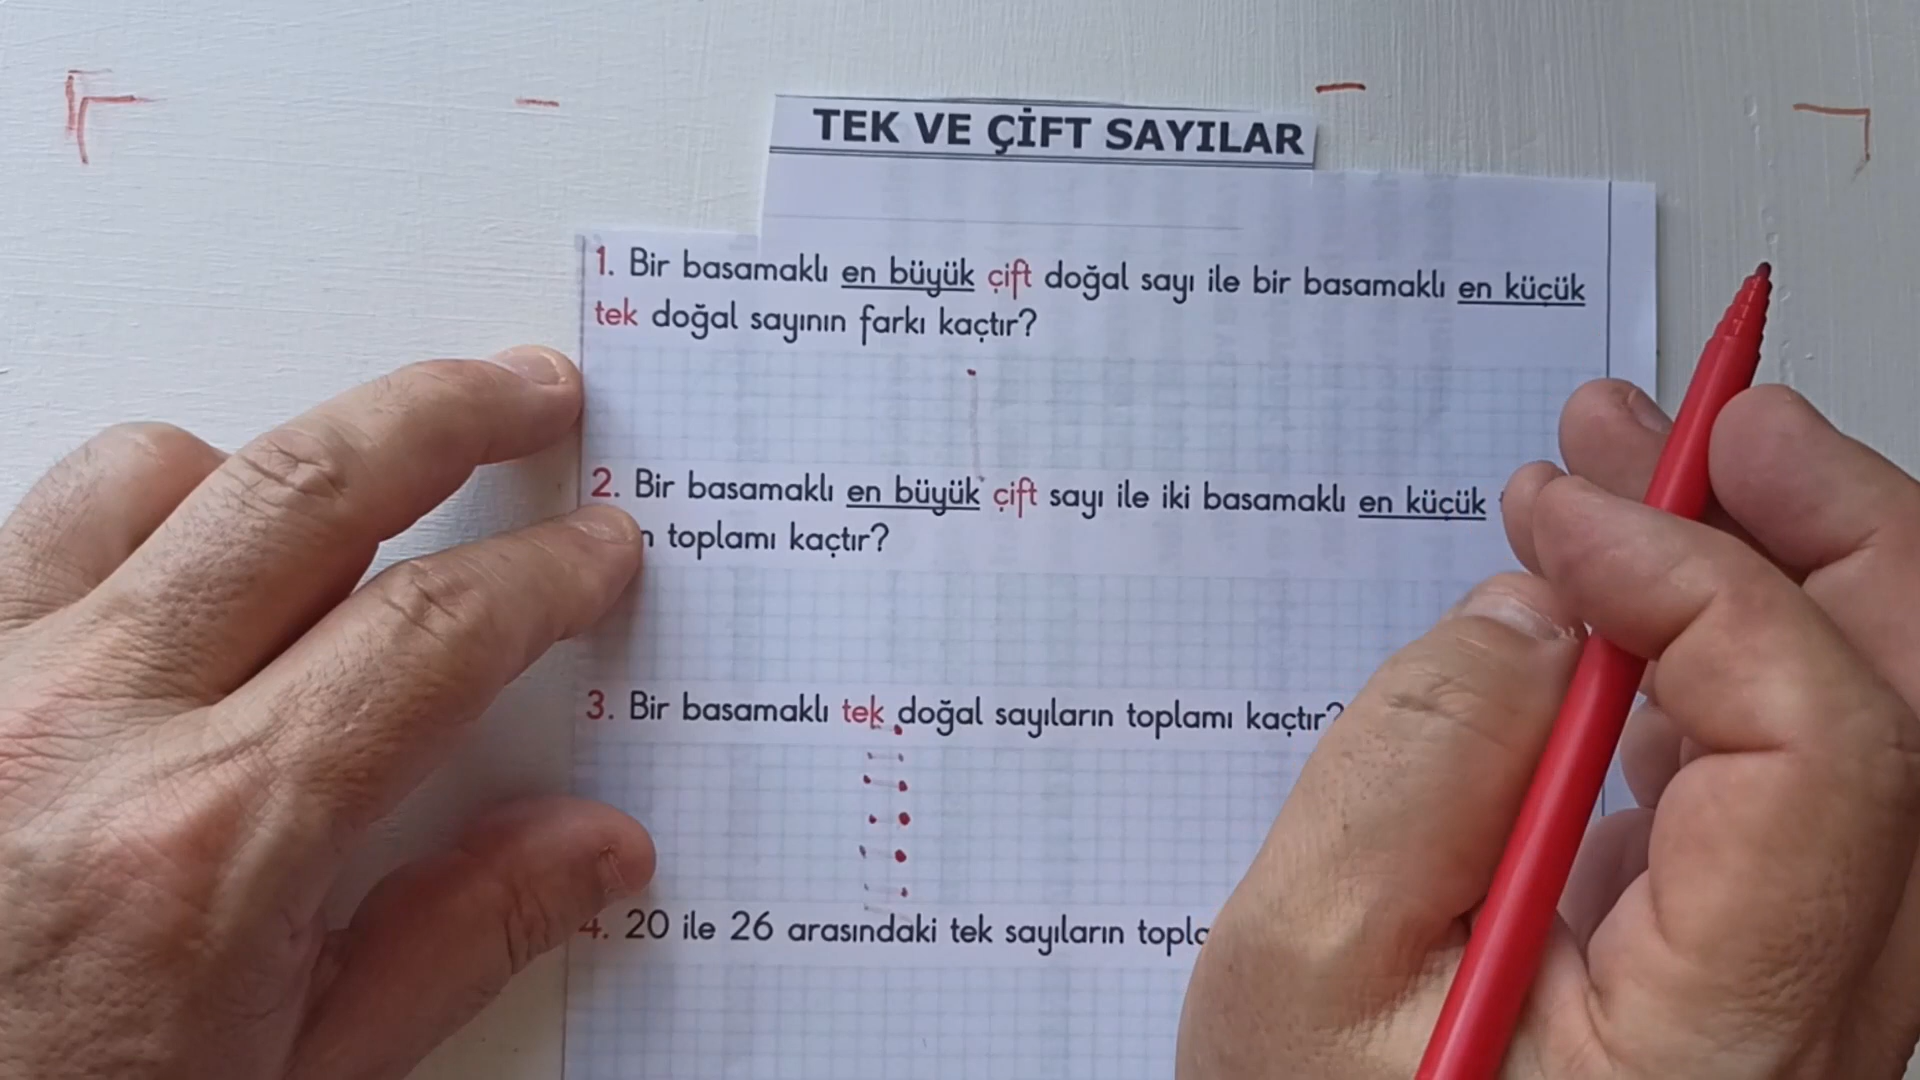 TEK VE ÇİFT SAYILAR
1. Bir basamaklı en büyük çift doğal sayı ile bir basamaklı en küçük
tek doğal sayının farkı kaçtır?
2. Bir basamaklı en büyük çift sayı ile iki basamaklı en küçük
toplamı kaçtır?
3. Bir basamaklı tek doğal sayıların toplamı kaçtır?
4. 20 ile 26 arasındaki tek sayıların